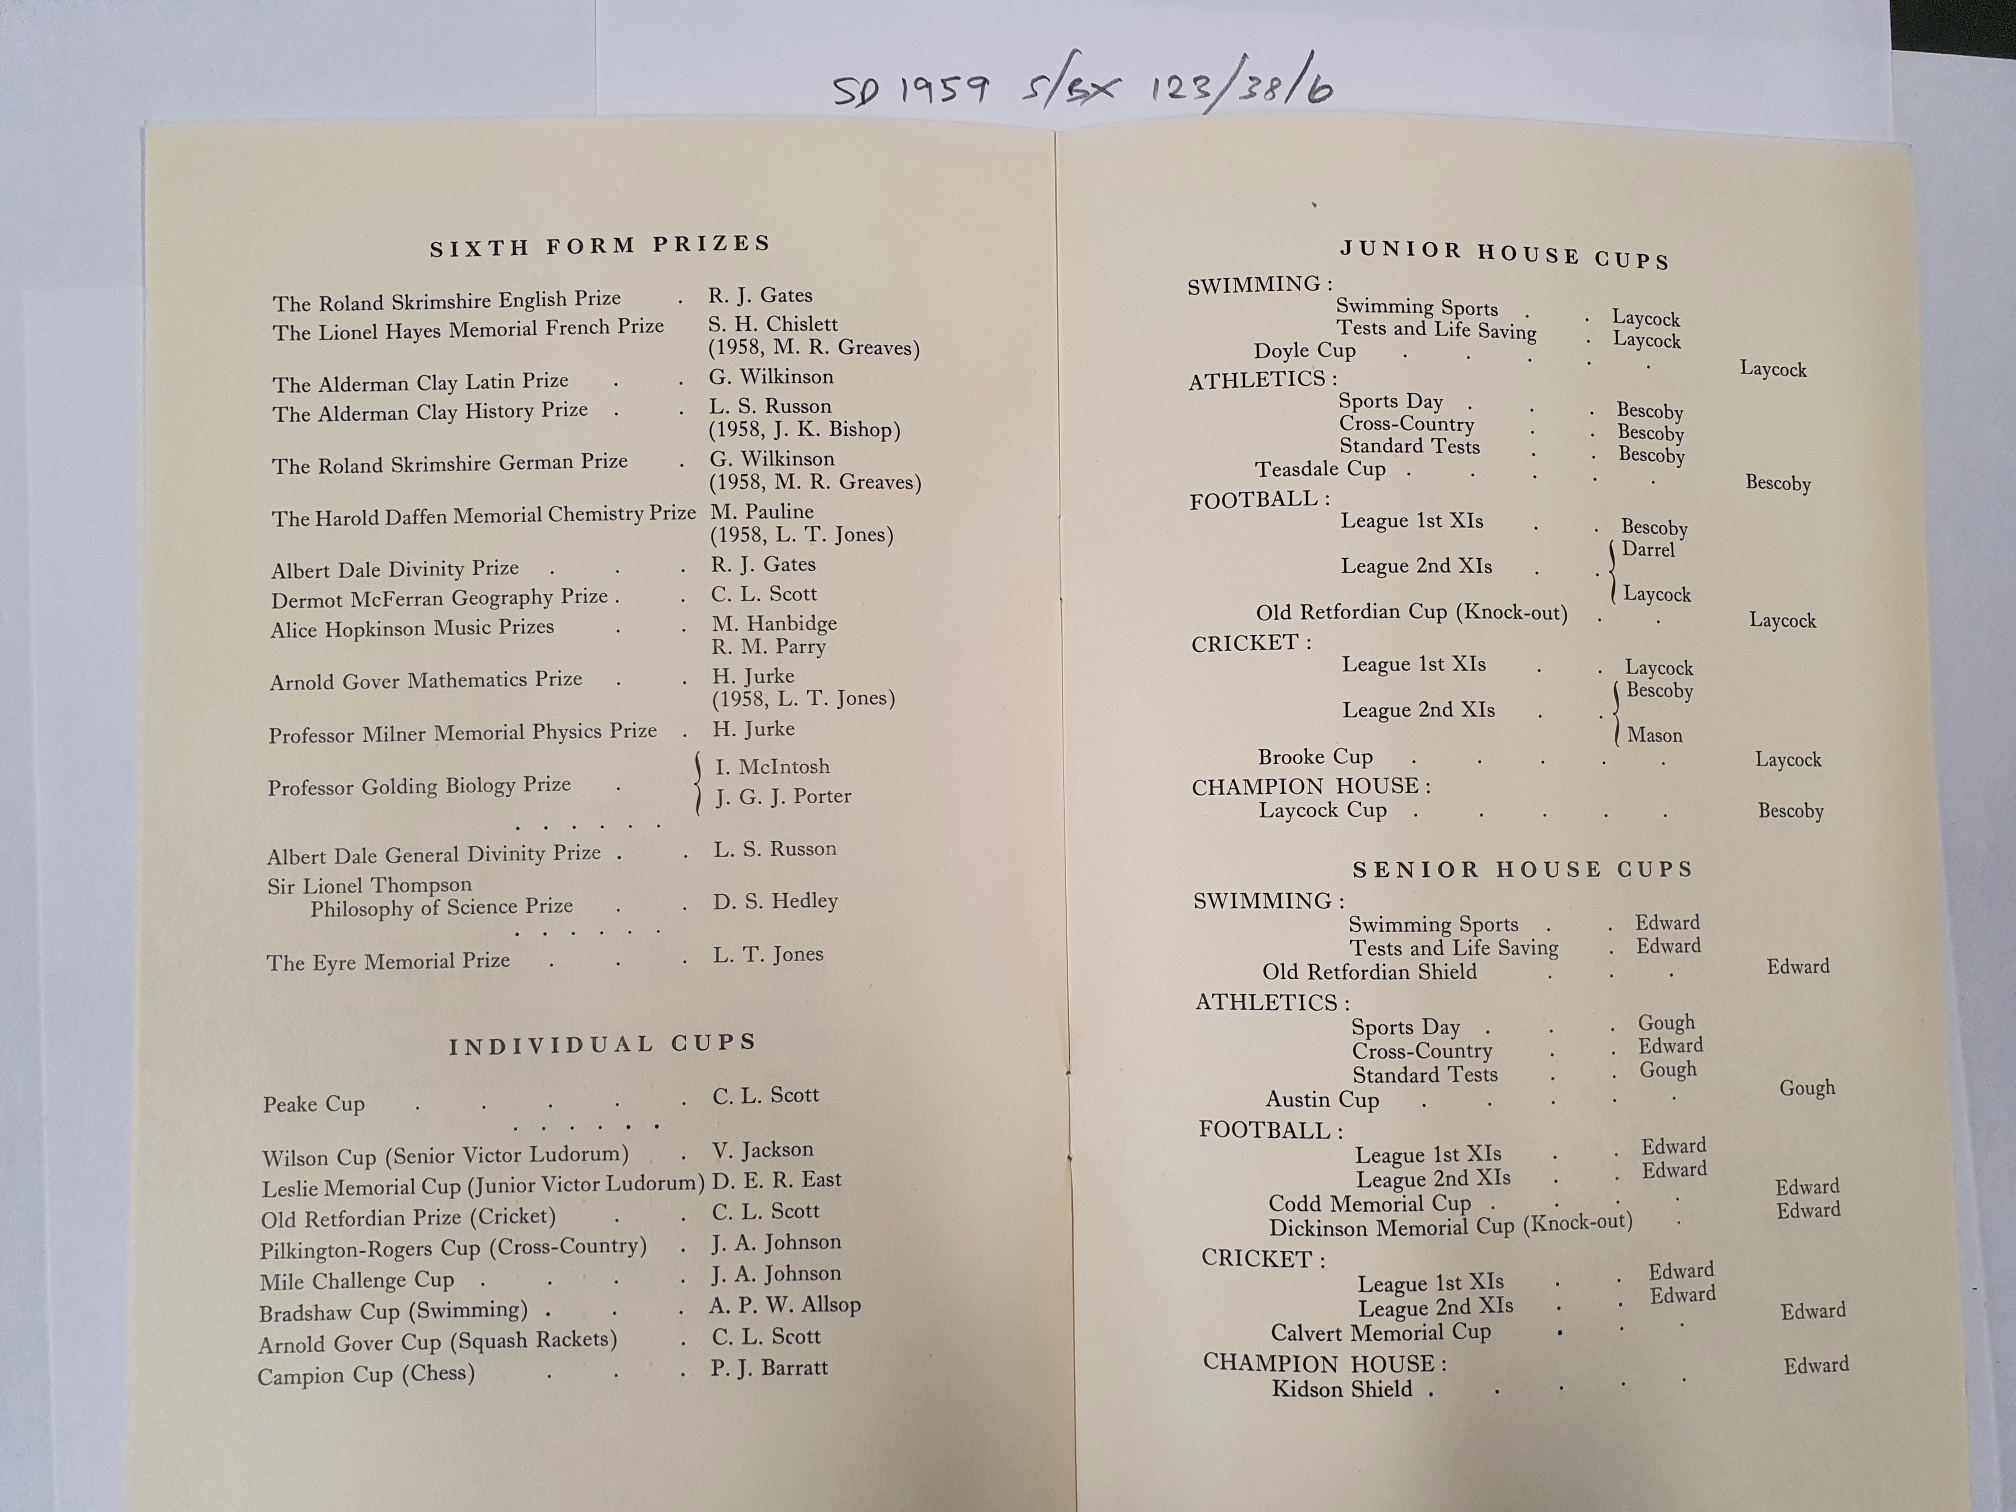 SD 1959 S/BX 123/38/6
SIXTH FORM PRIZES
The Roland Skrimshire English Prize . R. J. Gates
The Lionel Hayes Memorial French Prize S. H. Chislett
(1958, M. R. Greaves)
The Alderman Clay Latin Prize . . G. Wilkinson
The Alderman Clay History Prize . . L. S. Russon
(1958, J. K. Bishop)
The Roland Skrimshire German Prize . G. Wilkinson
(1958, M. R. Greaves)
The Harold Daffen Memorial Chemistry Prize M. Pauline
(1958, L. T. Jones)
Albert Dale Divinity Prize . . . R. J. Gates
Dermot McFerran Geography Prize . . C. L. Scott
Alice Hopkinson Music Prizes . . M. Hanbidge
R. M. Parry
Arnold Gover Mathematics Prize . . H. Jurke
(1958, L. T. Jones)
Professor Milner Memorial Physics Prize . H. Jurke
Professor Golding Biology Prize . { I. McIntosh
J. G. J. Porter
. . . . . .
Albert Dale General Divinity Prize . . L. S. Russon
Sir Lionel Thompson
Philosophy of Science Prize . . D. S. Hedley
. . . . . .
The Eyre Memorial Prize . . . L. T. Jones
INDIVIDUAL CUPS
Peake Cup . . . . . C. L. Scott
. . . . . .
Wilson Cup (Senior Victor Ludorum) . V. Jackson
Leslie Memorial Cup (Junior Victor Ludorum) D. E. R. East
Old Retfordian Prize (Cricket) . . C. L. Scott
Pilkington-Rogers Cup (Cross-Country) . J. A. Johnson
Mile Challenge Cup . . . . J. A. Johnson
Bradshaw Cup (Swimming) . . . A. P. W. Allsop
Arnold Gover Cup (Squash Rackets) . C. L. Scott
Campion Cup (Chess) . . . P. J. Barratt
JUNIOR HOUSE CUPS
SWIMMING :
Swimming Sports . . Laycock
Tests and Life Saving . Laycock
Doyle Cup . . . . . Laycock
ATHLETICS :
Sports Day . . . Bescoby
Cross-Country . . Bescoby
Standard Tests . . Bescoby
Teasdale Cup . . . . . Bescoby
FOOTBALL :
League 1st XIs . . Bescoby
League 2nd XIs . . { Darrel
Laycock
Old Retfordian Cup (Knock-out) . . Laycock
CRICKET :
League 1st XIs . . Laycock
League 2nd XIs . . { Bescoby
Mason
Brooke Cup . . . . . Laycock
CHAMPION HOUSE :
Laycock Cup . . . . . Bescoby
SENIOR HOUSE CUPS
SWIMMING :
Swimming Sports . . Edward
Tests and Life Saving . Edward
Old Retfordian Shield . . . Edward
ATHLETICS :
Sports Day . . . Gough
Cross-Country . . Edward
Standard Tests . . Gough
Austin Cup . . . . . Gough
FOOTBALL :
League 1st XIs . . Edward
League 2nd XIs . . Edward
Codd Memorial Cup . . . . Edward
Dickinson Memorial Cup (Knock-out) . Edward
CRICKET :
League 1st XIs . . Edward
League 2nd XIs . . Edward
Calvert Memorial Cup . . . Edward
CHAMPION HOUSE :
Kidson Shield . . . . . Edward